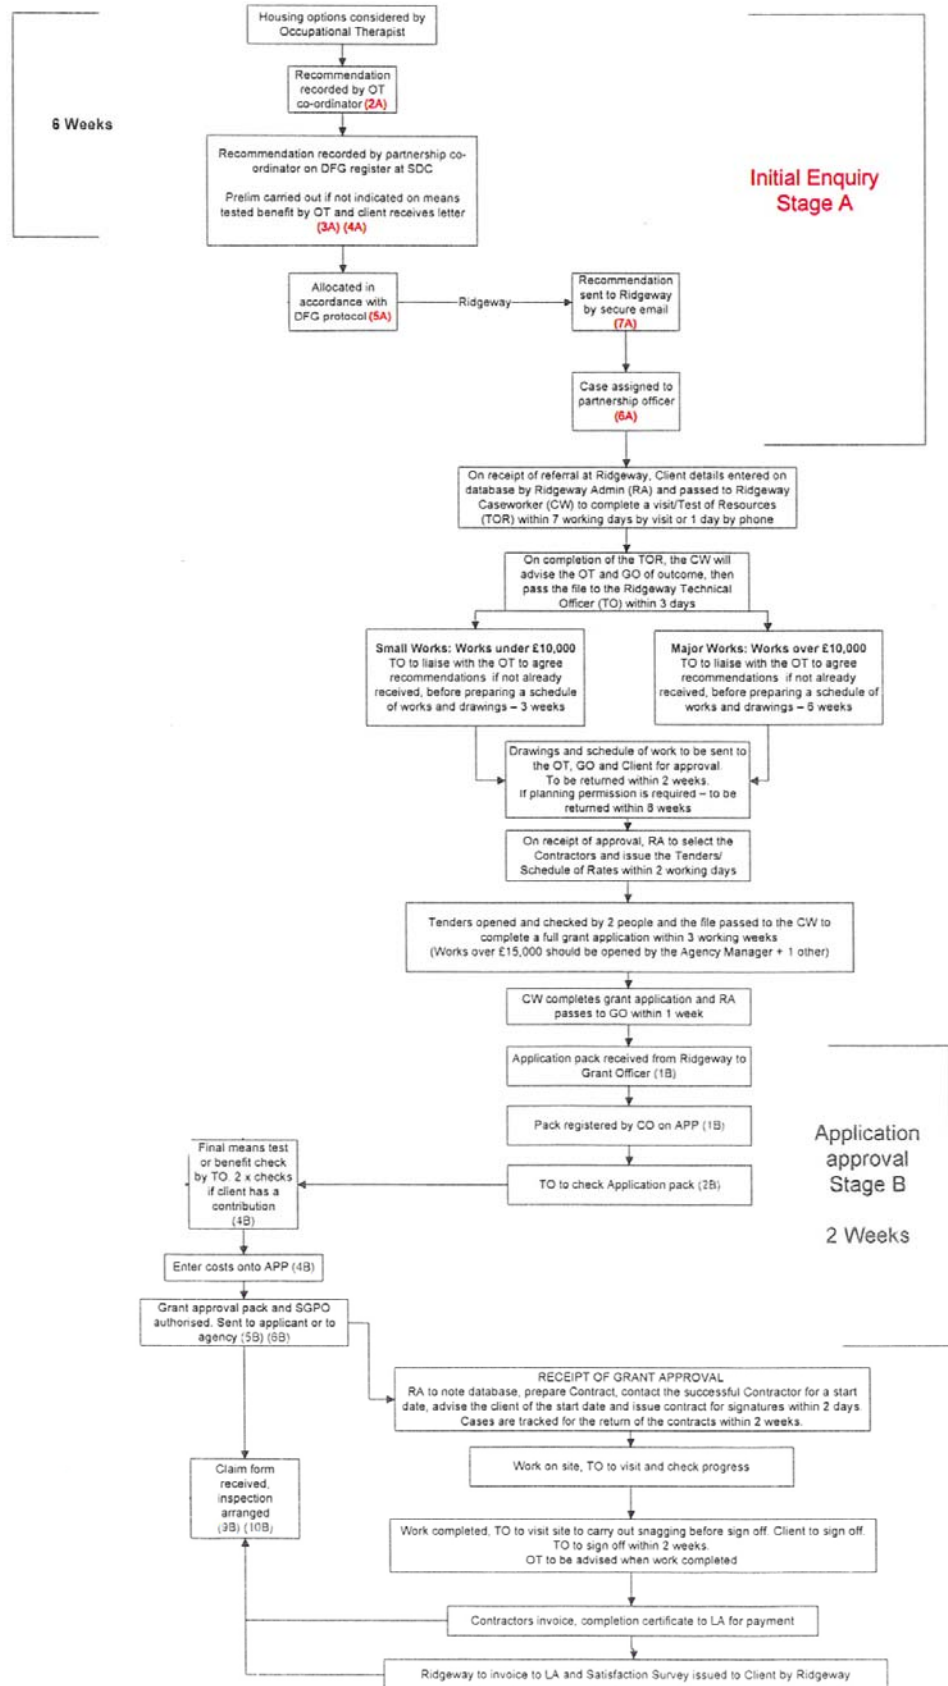 Housing options considered by
Occupational Therapist
Recommendation
recorded by OT
co-ordinator (2A)
6 Weeks
Recommendation recorded by partnership co-
ordinator on DFG register at SDC
Prelim carried out if not indicated on means
tested benefit by OT and client receives letter
(3A) (4A)
Initial Enquiry
Stage A
Allocated in
accordance with
DFG protocol (5A)
Ridgeway
Recommendation
sent to Ridgeway
by secure email
(7A)
Case assigned to
partnership officer
(6A)
On receipt of referral at Ridgeway, Client details entered on
database by Ridgeway Admin (RA) and passed to Ridgeway
Caseworker (CW) to complete a visit/Test of Resources
(TOR) within 7 working days by visit or 1 day by phone
On completion of the TOR, the CW will
advise the OT and GO of outcome, then
pass the file to the Ridgeway Technical
Officer (TO) within 3 days
Small Works: Works under £10,000
TO to liaise with the OT to agree
recommendations if not already
received, before preparing a schedule
of works and drawings – 3 weeks
Major Works: Works over £10,000
TO to liaise with the OT to agree
recommendations if not already
received, before preparing a schedule of
works and drawings – 6 weeks
Drawings and schedule of work to be sent to
the OT, GO and Client for approval.
To be returned within 2 weeks.
If planning permission is required – to be
returned within 8 weeks
On receipt of approval, RA to select the
Contractors and issue the Tenders/
Schedule of Rates within 2 working days
Tenders opened and checked by 2 people and the file passed to the CW to
complete a full grant application within 3 working weeks
(Works over £15,000 should be opened by the Agency Manager + 1 other)
CW completes grant application and RA
passes to GO within 1 week
Application pack received from Ridgeway to
Grant Officer (1B)
Pack registered by CO on APP (1B)
TO to check Application pack (2B)
Application
approval
Stage B
2 Weeks
Final means test
or benefit check
by TO. 2 x checks
if client has a
contribution
(4B)
Enter costs onto APP (4B)
Grant approval pack and SGPO
authorised. Sent to applicant or to
agency (5B) (6B)
RECEIPT OF GRANT APPROVAL
RA to note database, prepare Contract, contact the successful Contractor for a start
date, advise the client of the start date and issue contract for signatures within 2 days.
Cases are tracked for the return of the contracts within 2 weeks.
Work on site, TO to visit and check progress
Claim form
received,
inspection
arranged
(9B) (10B)
Work completed, TO to visit site to carry out snagging before sign off. Client to sign off.
TO to sign off within 2 weeks.
OT to be advised when work completed
Contractors invoice, completion certificate to LA for payment
Ridgeway to invoice to LA and Satisfaction Survey issued to Client by Ridgeway